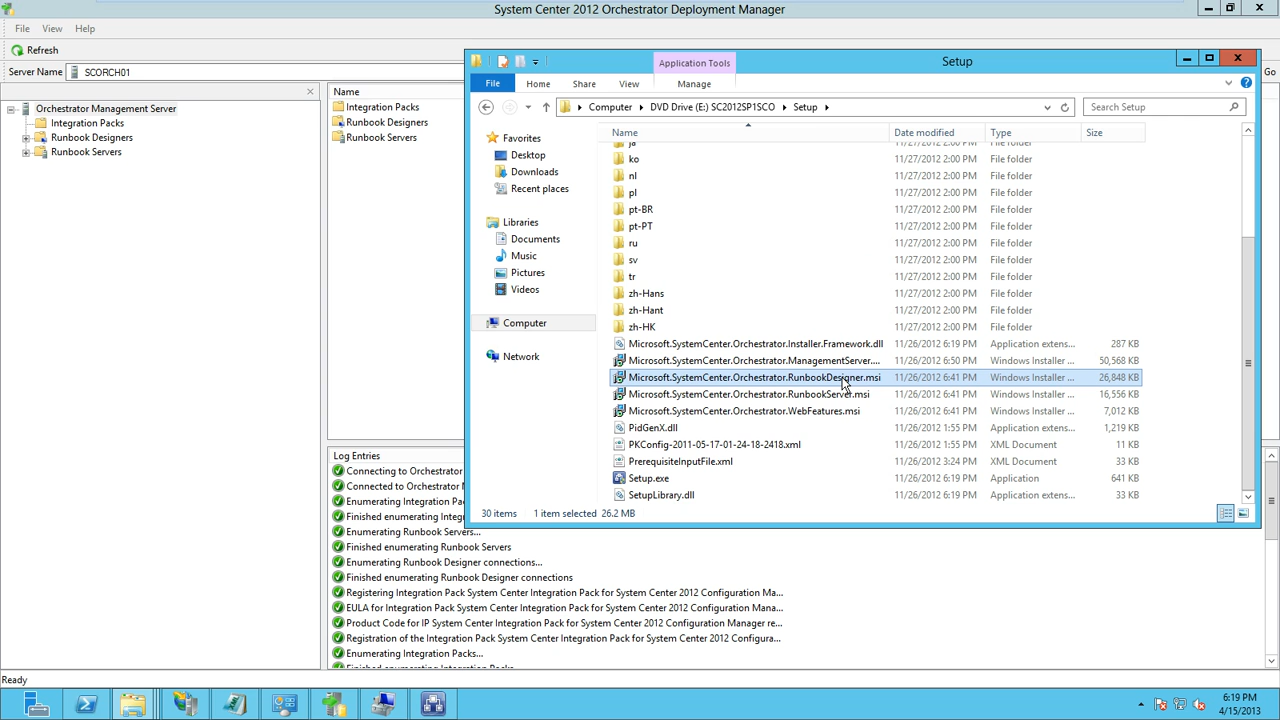 System Center 2012 Orchestrator Deployment Manager
File View Help
Refresh
Server Name SCORCH01 Go
Orchestrator Management Server
Integration Packs
Runbook Designers
Runbook Servers
Name
Integration Packs
Runbook Designers
Runbook Servers
Application Tools
Setup
File Home Share View Manage
Computer DVD Drive (E:) SC2012SP1SCO Setup
Search Setup
Favorites
Desktop
Downloads
Recent places
Libraries
Documents
Music
Pictures
Videos
Computer
Network
Name Date modified Type Size
ja 11/27/2012 2:00 PM File folder
ko 11/27/2012 2:00 PM File folder
nl 11/27/2012 2:00 PM File folder
pl 11/27/2012 2:00 PM File folder
pt-BR 11/27/2012 2:00 PM File folder
pt-PT 11/27/2012 2:00 PM File folder
ru 11/27/2012 2:00 PM File folder
sv 11/27/2012 2:00 PM File folder
tr 11/27/2012 2:00 PM File folder
zh-Hans 11/27/2012 2:00 PM File folder
zh-Hant 11/27/2012 2:00 PM File folder
zh-HK 11/27/2012 2:00 PM File folder
Microsoft.SystemCenter.Orchestrator.Installer.Framework.dll 11/26/2012 6:19 PM Application extens... 287 KB
Microsoft.SystemCenter.Orchestrator.ManagementServer.... 11/26/2012 6:50 PM Windows Installer ... 50,568 KB
Microsoft.SystemCenter.Orchestrator.RunbookDesigner.msi 11/26/2012 6:41 PM Windows Installer ... 26,848 KB
Microsoft.SystemCenter.Orchestrator.RunbookServer.msi 11/26/2012 6:41 PM Windows Installer ... 16,556 KB
Microsoft.SystemCenter.Orchestrator.WebFeatures.msi 11/26/2012 6:41 PM Windows Installer ... 7,012 KB
PidGenX.dll 11/26/2012 1:55 PM Application extens... 1,219 KB
PKConfig-2011-05-17-01-24-18-2418.xml 11/26/2012 1:55 PM XML Document 11 KB
PrerequisiteInputFile.xml 11/26/2012 3:24 PM XML Document 33 KB
Setup.exe 11/26/2012 6:19 PM Application 641 KB
SetupLibrary.dll 11/26/2012 6:19 PM Application extens... 33 KB
30 items 1 item selected 26.2 MB
Log Entries
Connecting to Orchestrator
Connected to Orchestrator
Enumerating Integration Pac
Finished enumerating Integ
Enumerating Runbook Servers...
Finished enumerating Runbook Servers
Enumerating Runbook Designer connections...
Finished enumerating Runbook Designer connections
Registering Integration Pack System Center Integration Pack for System Center 2012 Configuration Ma...
EULA for Integration Pack System Center Integration Pack for System Center 2012 Configuration Mana...
Product Code for IP System Center Integration Pack for System Center 2012 Configuration Manager re...
Registration of the Integration Pack System Center Integration Pack for System Center 2012 Configura...
Enumerating Integration Packs...
Finished enumerating Integration Packs
Ready
6:19 PM
4/15/2013